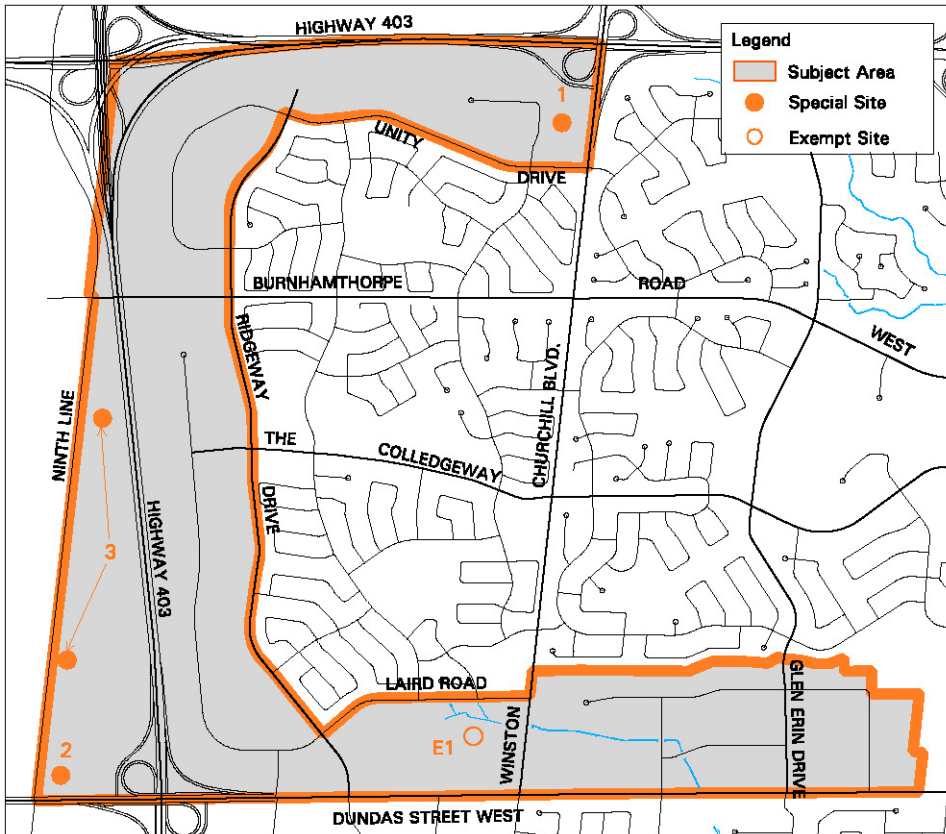 HIGHWAY 403
Legend
Subject Area
Special Site
Exempt Site
1
UNITY
DRIVE
BURNHAMTHORPE
ROAD
WEST
RIDGEWAY
DRIVE
CHURCHILL BLVD.
NINTH LINE
THE
COLLEDGEWAY
HIGHWAY 403
3
LAIRD ROAD
GLEN ERIN DRIVE
E1
WINSTON
2
DUNDAS STREET WEST